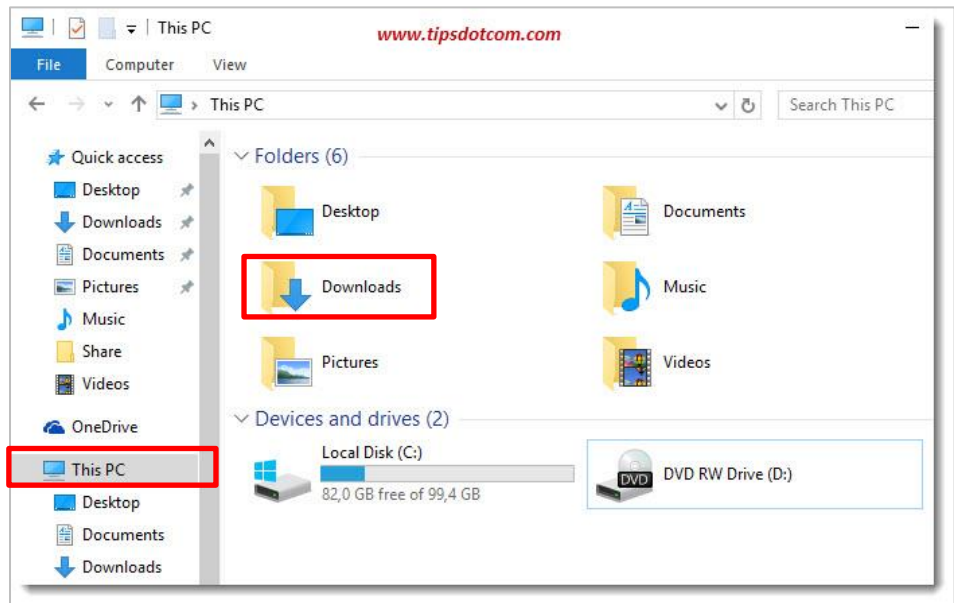 This PC
www.tipsdotcom.com
File Computer View
This PC
Search This PC
Quick access
Desktop
Downloads
Documents
Pictures
Music
Share
Videos
OneDrive
This PC
Desktop
Documents
Downloads
Folders (6)
Desktop
Documents
Downloads
Music
Pictures
Videos
Devices and drives (2)
Local Disk (C:)
82,0 GB free of 99,4 GB
DVD
DVD RW Drive (D:)